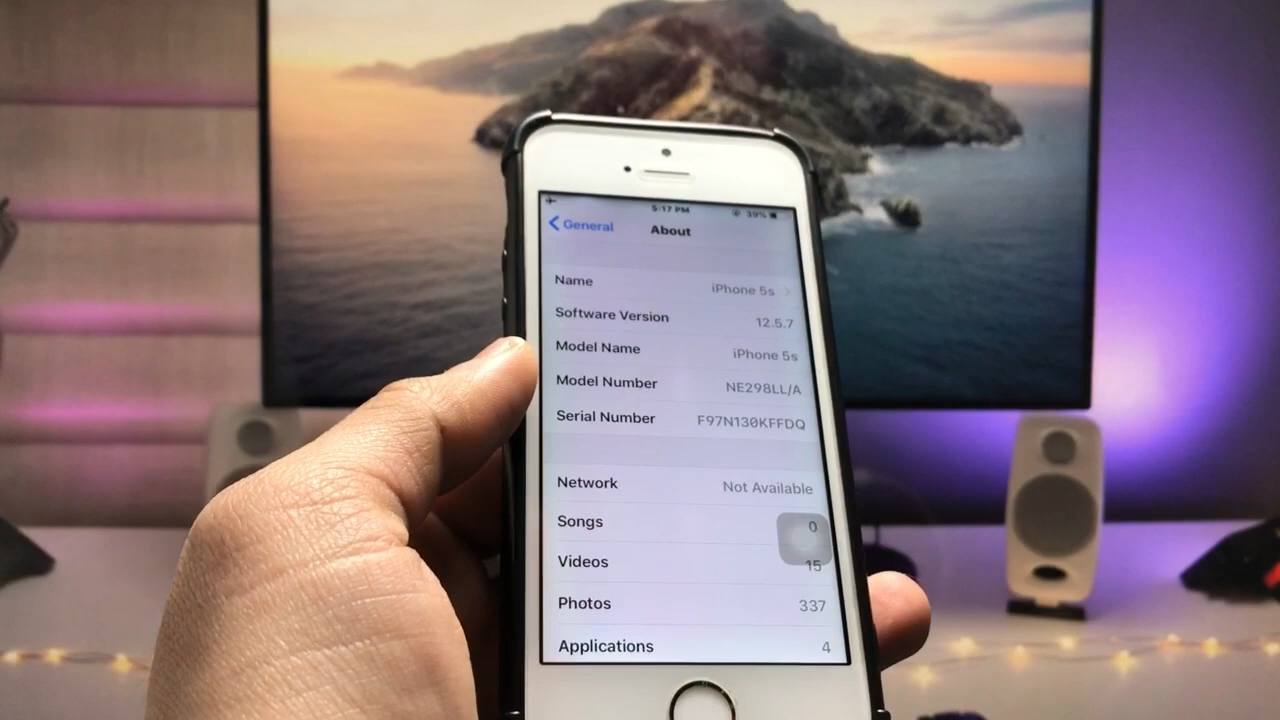 5:17 PM 39%
General About
Name iPhone 5s
Software Version 12.5.7
Model Name iPhone 5s
Model Number NE298LL/A
Serial Number F97N130KFFDQ
Network Not Available
Songs 0
Videos 15
Photos 337
Applications 4